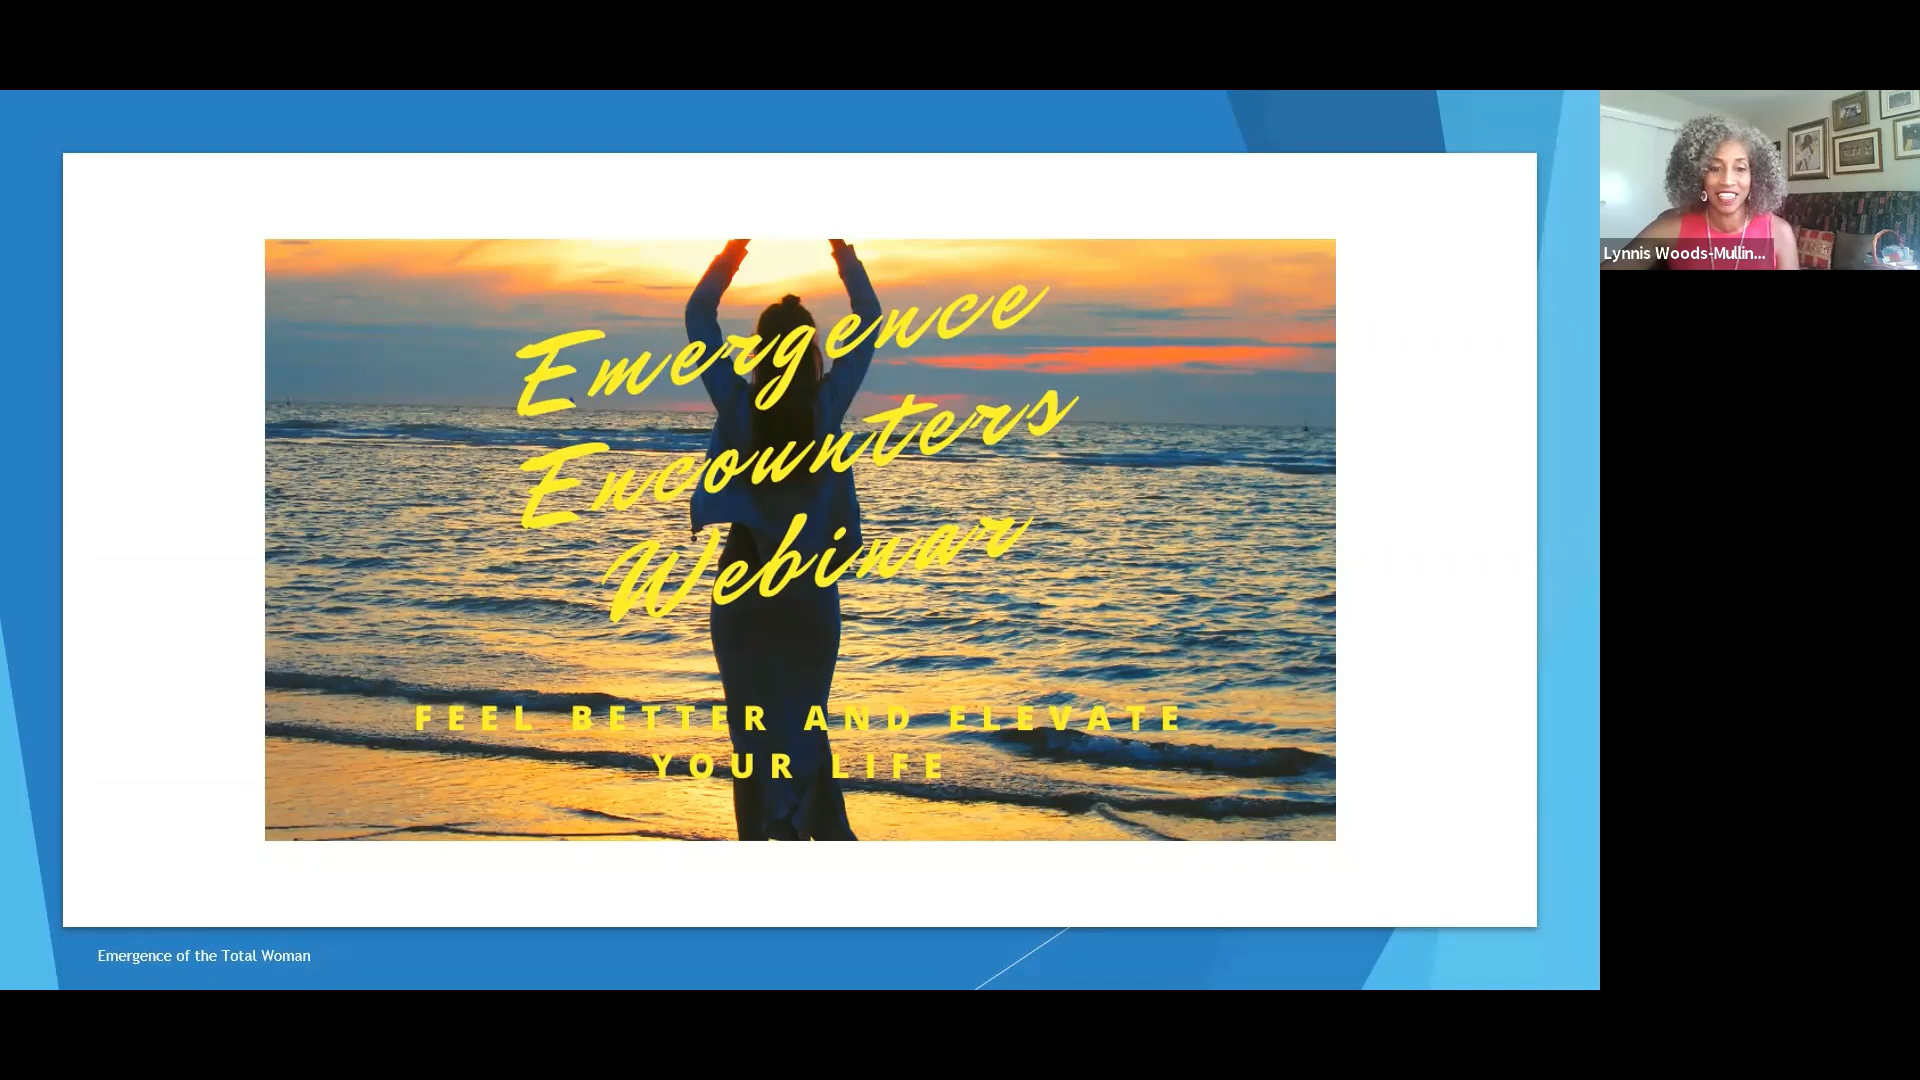 Emergence
Encounters
Webinar
FEEL BETTER AND ELEVATE
YOUR LIFE
Emergence of the Total Woman
Lynnis Woods-Mullin...